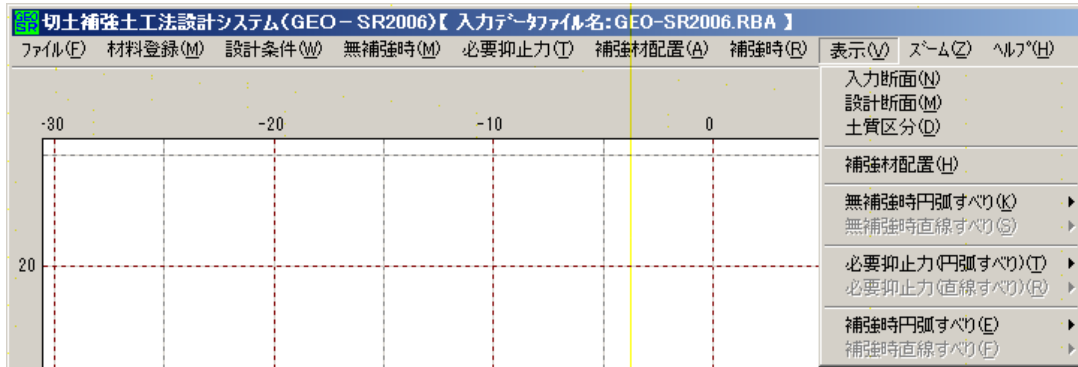 切土補強土工法設計システム(GEO－SR2006)【 入力ﾃﾞｰﾀﾌｧｲﾙ名:GEO-SR2006.RBA 】
ファイル(F) 材料登録(M) 設計条件(W) 無補強時(M) 必要抑止力(T) 補強材配置(A) 補強時(R) 表示(V) ｽﾞｰﾑ(Z) ﾍﾙﾌﾟ(H)
入力断面(N)
設計断面(M)
土質区分(D)
補強材配置(H)
無補強時円弧すべり(K)
無補強時直線すべり(S)
必要抑止力(円弧すべり)(T)
必要抑止力(直線すべり)(R)
補強時円弧すべり(E)
補強時直線すべり(F)
-30 -20 -10 0
20